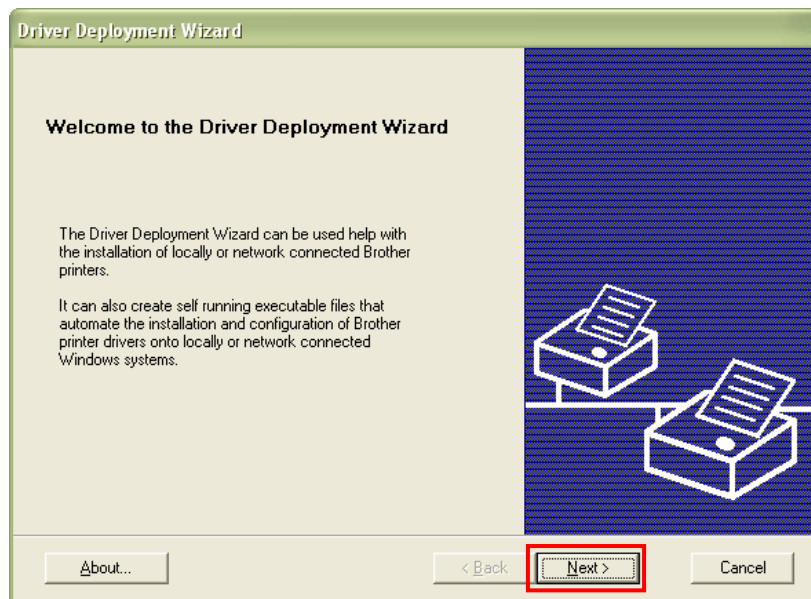 Driver Deployment Wizard
Welcome to the Driver Deployment Wizard
The Driver Deployment Wizard can be used help with
the installation of locally or network connected Brother
printers.
It can also create self running executable files that
automate the installation and configuration of Brother
printer drivers onto locally or network connected
Windows systems.
About... < Back Next > Cancel